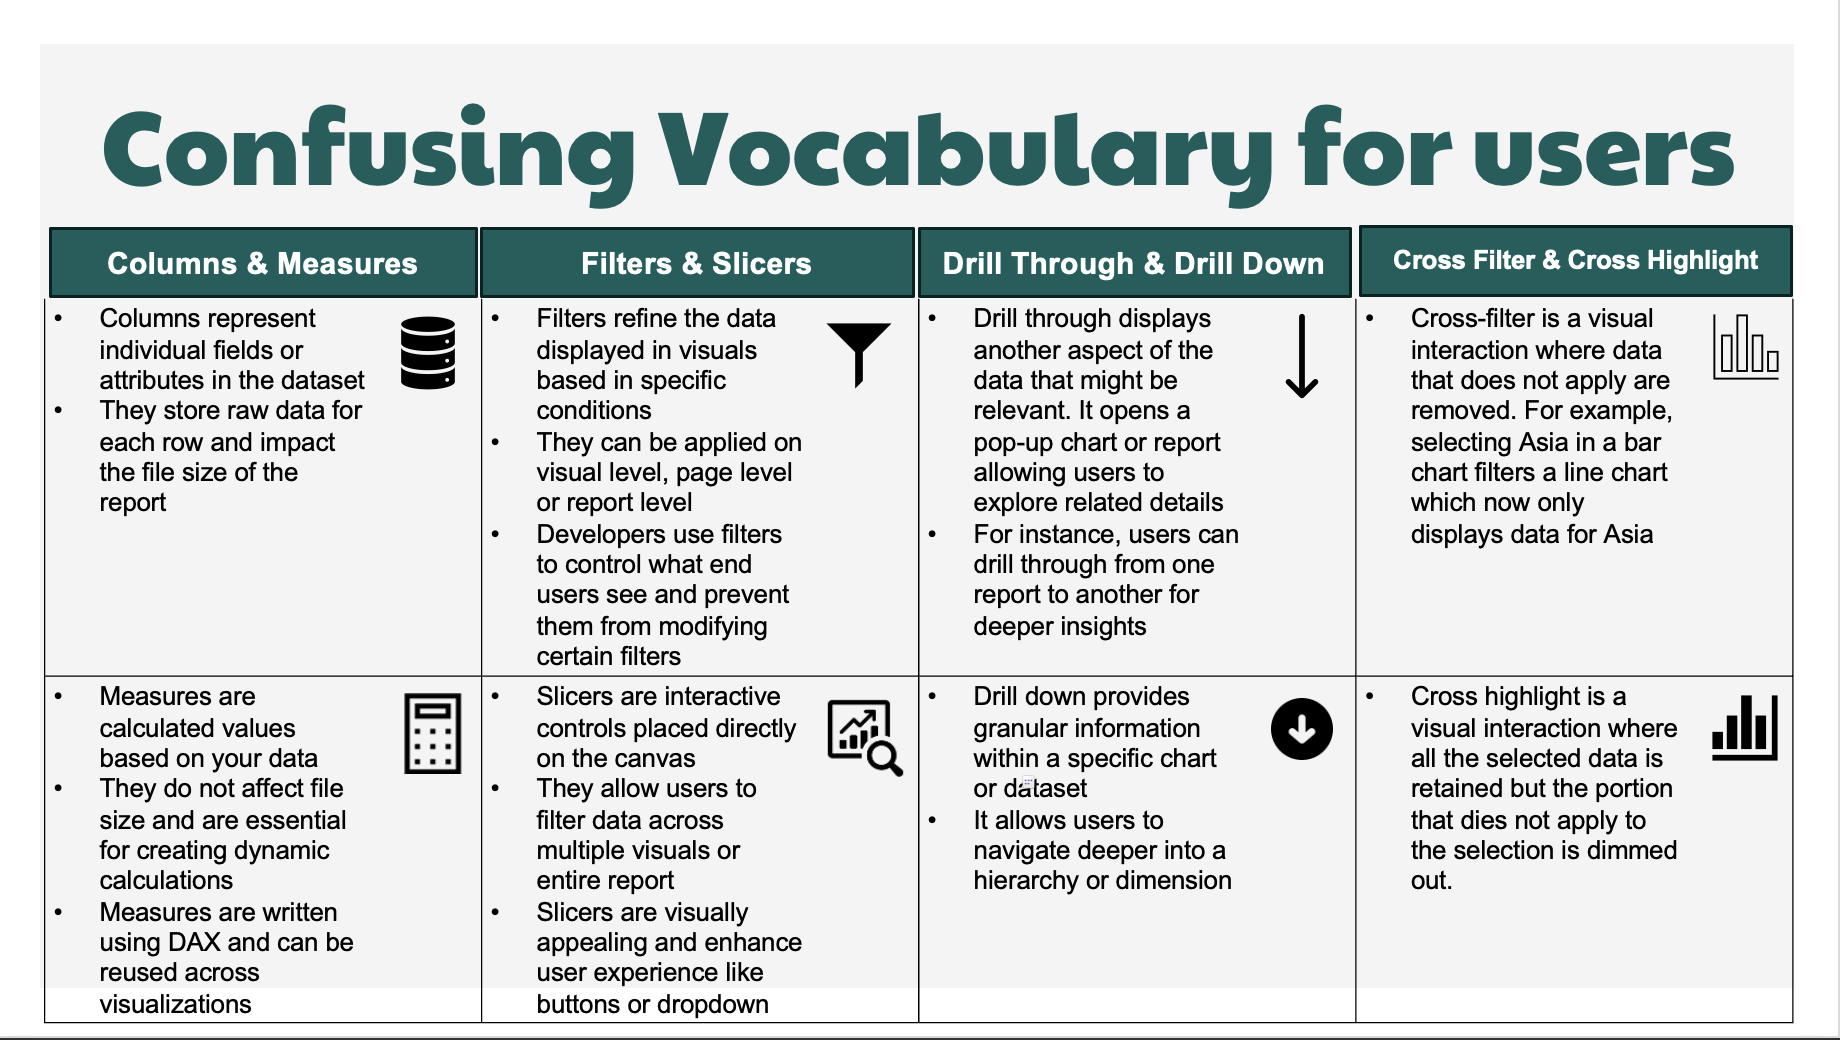 Confusing Vocabulary for users
Columns & Measures
Filters & Slicers
Drill Through & Drill Down
Cross Filter & Cross Highlight
• Columns represent
individual fields or
attributes in the dataset
• They store raw data for
each row and impact
the file size of the
report
• Filters refine the data
displayed in visuals
based in specific
conditions
• They can be applied on
visual level, page level
or report level
• Developers use filters
to control what end
users see and prevent
them from modifying
certain filters
• Drill through displays
another aspect of the
data that might be
relevant. It opens a
pop-up chart or report
allowing users to
explore related details
• For instance, users can
drill through from one
report to another for
deeper insights
• Cross-filter is a visual
interaction where data
that does not apply are
removed. For example,
selecting Asia in a bar
chart filters a line chart
which now only
displays data for Asia
• Measures are
calculated values
based on your data
• They do not affect file
size and are essential
for creating dynamic
calculations
• Measures are written
using DAX and can be
reused across
visualizations
• Slicers are interactive
controls placed directly
on the canvas
• They allow users to
filter data across
multiple visuals or
entire report
• Slicers are visually
appealing and enhance
user experience like
buttons or dropdown
• Drill down provides
granular information
within a specific chart
or dataset
• It allows users to
navigate deeper into a
hierarchy or dimension
• Cross highlight is a
visual interaction where
all the selected data is
retained but the portion
that dies not apply to
the selection is dimmed
out.